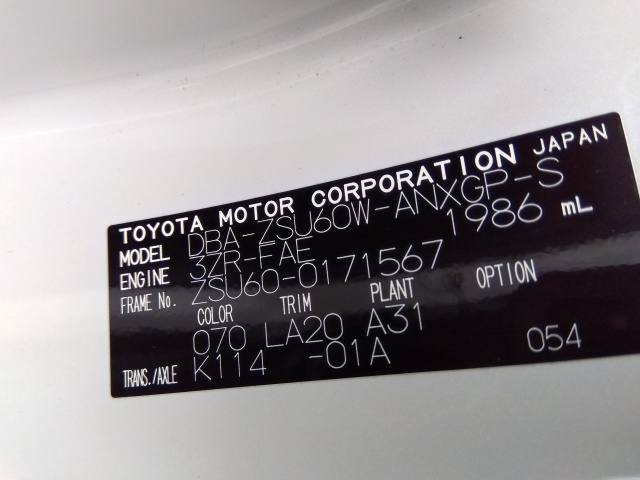 TOYOTA MOTOR CORPORATION JAPAN
MODEL DBA-ZSU60W-ANXGP-S
ENGINE 3ZR-FAE 1986 mL
FRAME No. ZSU60-0171567
COLOR TRIM PLANT OPTION
070 LA20 A31
TRANS./AXLE K114 -01A 054